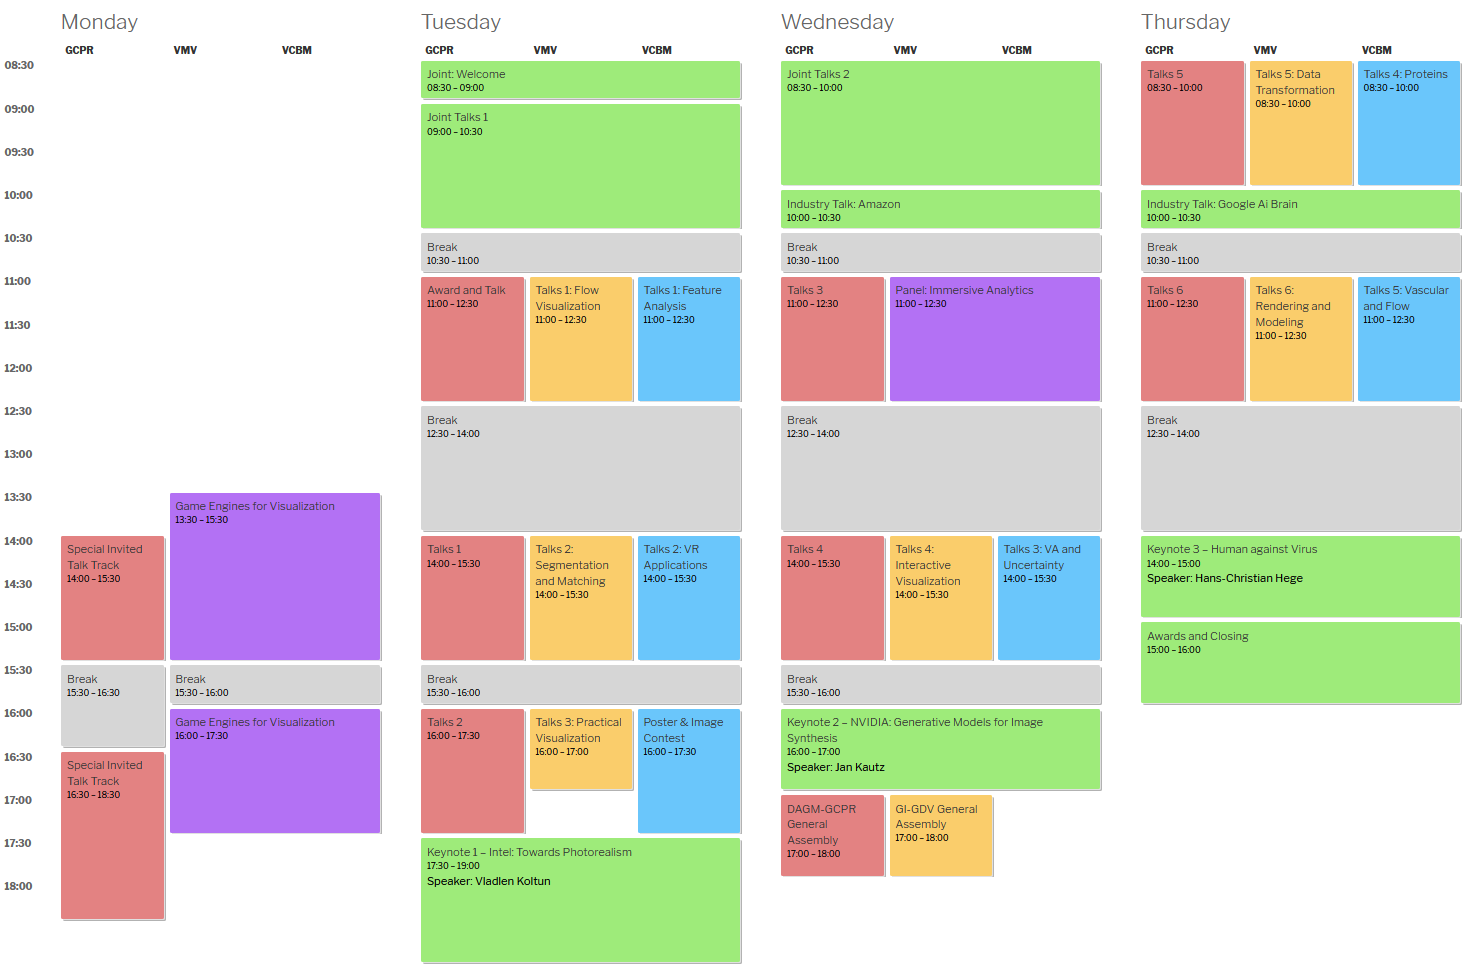 Monday
Tuesday
Wednesday
Thursday
GCPR
VMV
VCBM
GCPR
VMV
VCBM
GCPR
VMV
VCBM
GCPR
VMV
VCBM
08:30
09:00
09:30
10:00
10:30
11:00
11:30
12:00
12:30
13:00
13:30
14:00
14:30
15:00
15:30
16:00
16:30
17:00
17:30
18:00
Game Engines for Visualization
13:30 – 15:30
Special Invited
Talk Track
14:00 – 15:30
Break
15:30 – 16:30
Break
15:30 – 16:00
Game Engines for Visualization
16:00 – 17:30
Special Invited
Talk Track
16:30 – 18:30
Joint: Welcome
08:30 – 09:00
Joint Talks 1
09:00 – 10:30
Break
10:30 – 11:00
Award and Talk
11:00 – 12:30
Talks 1: Flow
Visualization
11:00 – 12:30
Talks 1: Feature
Analysis
11:00 – 12:30
Break
12:30 – 14:00
Talks 1
14:00 – 15:30
Talks 2:
Segmentation
and Matching
14:00 – 15:30
Talks 2: VR
Applications
14:00 – 15:30
Break
15:30 – 16:00
Talks 2
16:00 – 17:30
Talks 3: Practical
Visualization
16:00 – 17:00
Poster & Image
Contest
16:00 – 17:30
Keynote 1 – Intel: Towards Photorealism
17:30 – 19:00
Speaker: Vladlen Koltun
Joint Talks 2
08:30 – 10:00
Industry Talk: Amazon
10:00 – 10:30
Break
10:30 – 11:00
Talks 3
11:00 – 12:30
Panel: Immersive Analytics
11:00 – 12:30
Break
12:30 – 14:00
Talks 4
14:00 – 15:30
Talks 4:
Interactive
Visualization
14:00 – 15:30
Talks 3: VA and
Uncertainty
14:00 – 15:30
Break
15:30 – 16:00
Keynote 2 – NVIDIA: Generative Models for Image
Synthesis
16:00 – 17:00
Speaker: Jan Kautz
DAGM-GCPR
General
Assembly
17:00 – 18:00
GI-GDV General
Assembly
17:00 – 18:00
Talks 5
08:30 – 10:00
Talks 5: Data
Transformation
08:30 – 10:00
Talks 4: Proteins
08:30 – 10:00
Industry Talk: Google Ai Brain
10:00 – 10:30
Break
10:30 – 11:00
Talks 6
11:00 – 12:30
Talks 6:
Rendering and
Modeling
11:00 – 12:30
Talks 5: Vascular
and Flow
11:00 – 12:30
Break
12:30 – 14:00
Keynote 3 – Human against Virus
14:00 – 15:00
Speaker: Hans-Christian Hege
Awards and Closing
15:00 – 16:00